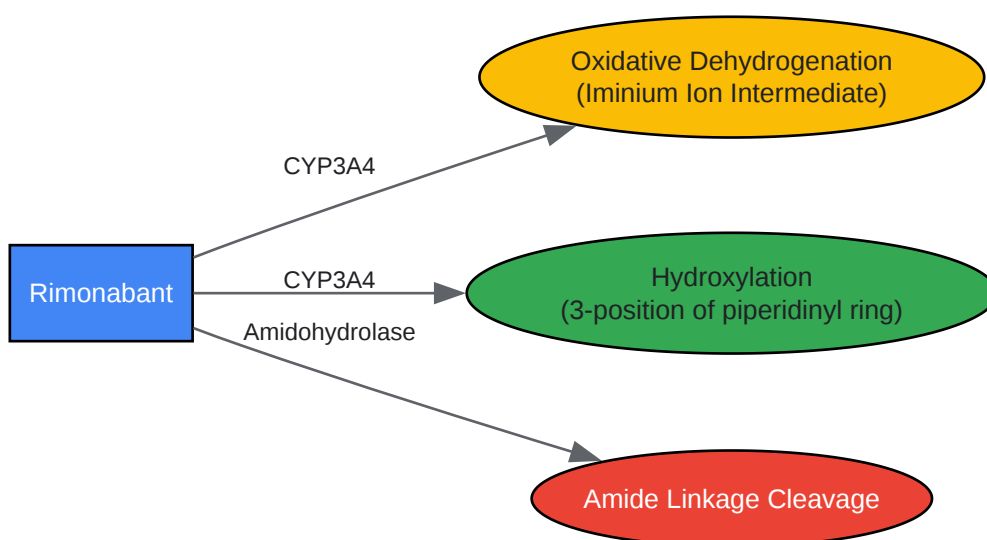 Oxidative Dehydrogenation
(Iminium Ion Intermediate)
CYP3A4
Rimonabant
CYP3A4
Hydroxylation
(3-position of piperidinyl ring)
Amidohydrolase
Amide Linkage Cleavage